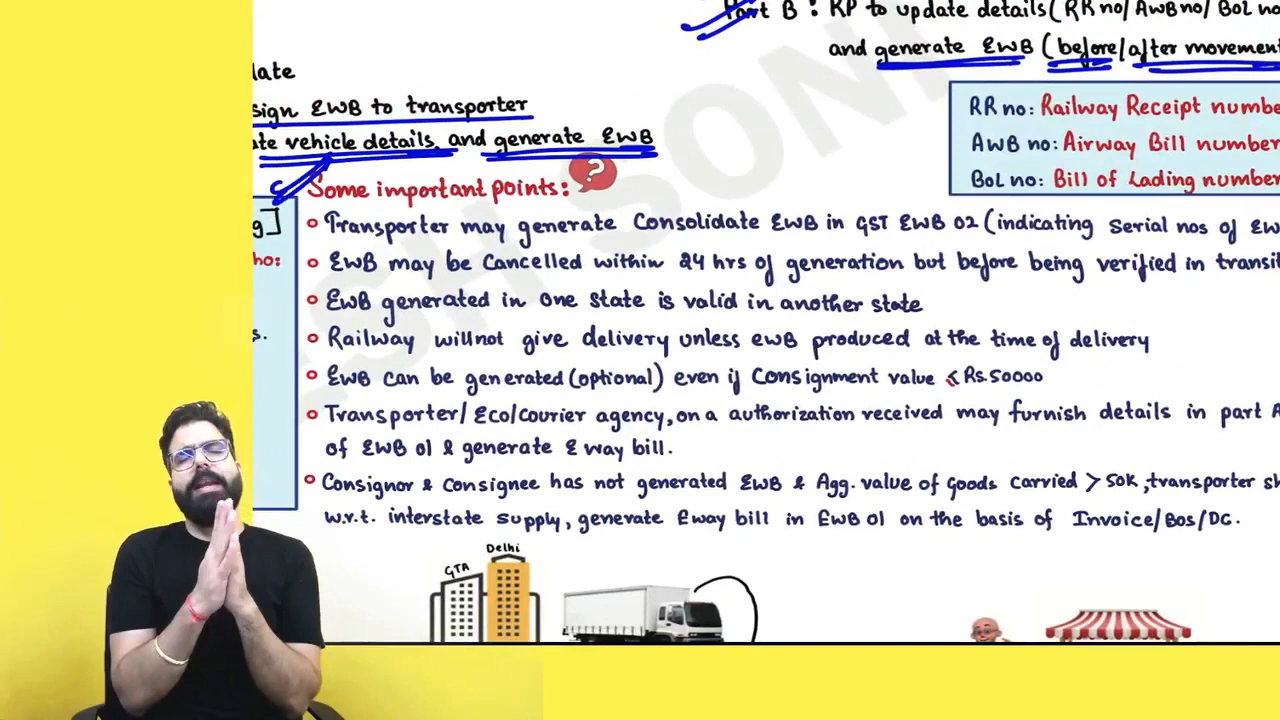 Part B : RP to update details (RR no/ AWB no/ BOL no
and generate EWB (before/after movement
late
sign EWB to transporter
ate vehicle details and generate EWB
RR no: Railway Receipt numbe
AWB no: Airway Bill number
BOL no: Bill of Lading number
Some important points:
?
g]
no:
s.
Transporter may generate Consolidate EWB in GST EWB 02 (indicating Serial nos of EW
EWB may be Cancelled within 24 hrs of generation but before being verified in transi
EWB generated in one state is valid in another state
Railway will not give delivery unless ewB produced at the time of delivery
EWB can be generated (optional) even if Consignment value < Rs.50000
Transporter/ Eco/Courier agency, on a authorization received may furnish details in part A
of EWB 01 & generate E way bill.
Consignor & Consignee has not generated EWB & Agg. value of Goods carried > 50K, transporter sh
w.r.t. interstate supply, generate Eway bill in EWB 01 on the basis of Invoice/Bos/DC.
GTA
Delhi
SH SONI